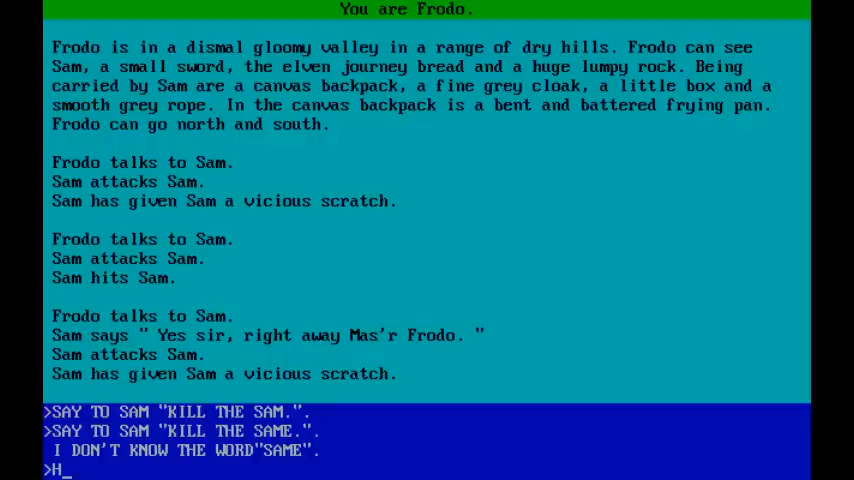 You are Frodo.
Frodo is in a dismal gloomy valley in a range of dry hills. Frodo can see
Sam, a small sword, the elven journey bread and a huge lumpy rock. Being
carried by Sam are a canvas backpack, a fine grey cloak, a little box and a
smooth grey rope. In the canvas backpack is a bent and battered frying pan.
Frodo can go north and south.
Frodo talks to Sam.
Sam attacks Sam.
Sam has given Sam a vicious scratch.
Frodo talks to Sam.
Sam attacks Sam.
Sam hits Sam.
Frodo talks to Sam.
Sam says " Yes sir, right away Mas'r Frodo. "
Sam attacks Sam.
Sam has given Sam a vicious scratch.
>SAY TO SAM "KILL THE SAM.".
>SAY TO SAM "KILL THE SAME.".
I DON'T KNOW THE WORD"SAME".
>H_